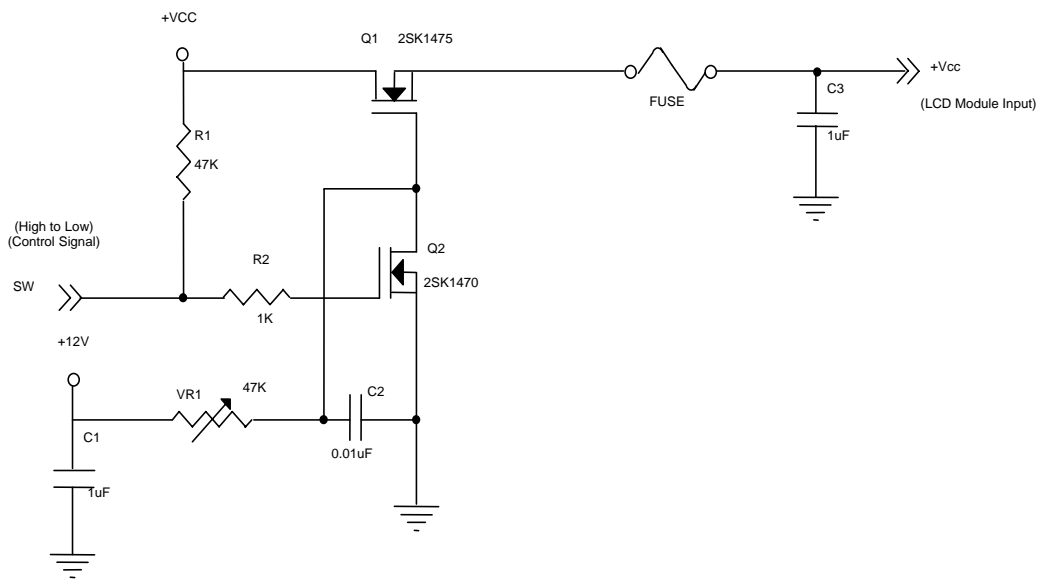 +VCC
Q1 2SK1475
+Vcc
(LCD Module Input)
FUSE
C3
1uF
R1
47K
(High to Low)
(Control Signal)
SW
R2
1K
Q2
2SK1470
+12V
VR1
47K
C2
0.01uF
C1
1uF